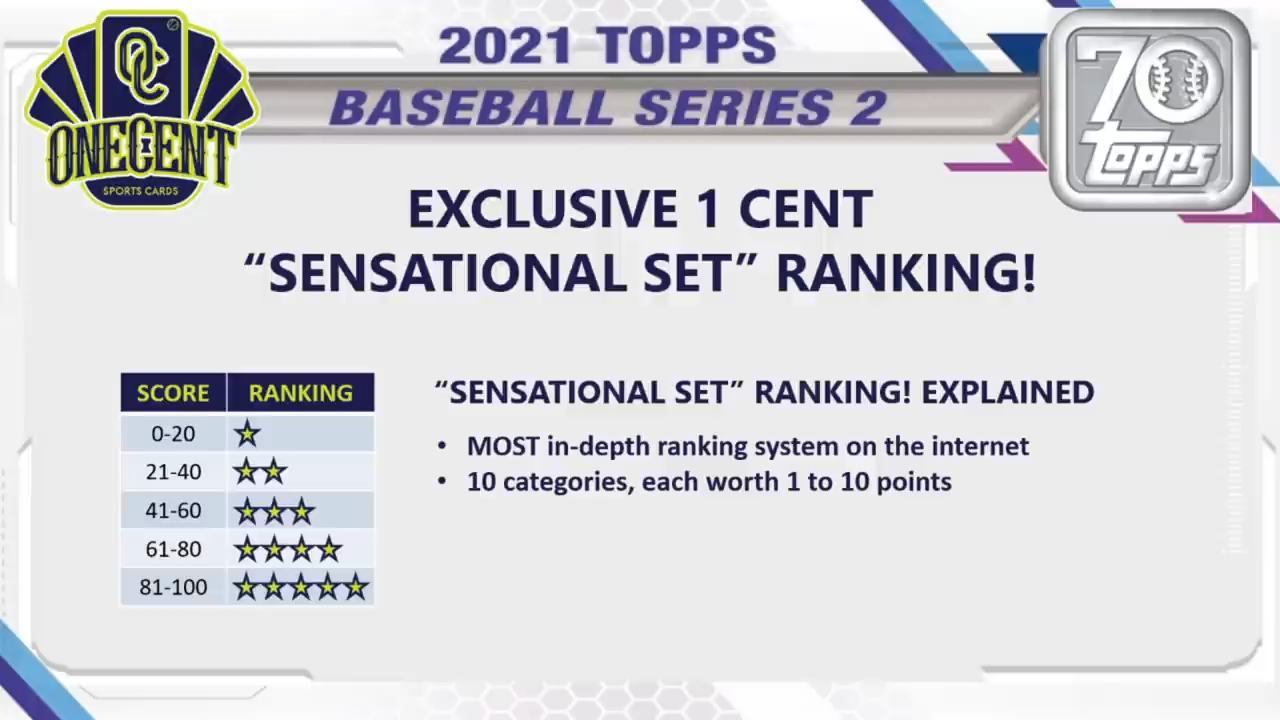 2021 TOPPS
BASEBALL SERIES 2
OC
ONECENT
SPORTS CARDS
70
topps
EXCLUSIVE 1 CENT
“SENSATIONAL SET” RANKING!
SCORE RANKING
0-20
21-40
41-60
61-80
81-100
“SENSATIONAL SET” RANKING! EXPLAINED
• MOST in-depth ranking system on the internet
• 10 categories, each worth 1 to 10 points